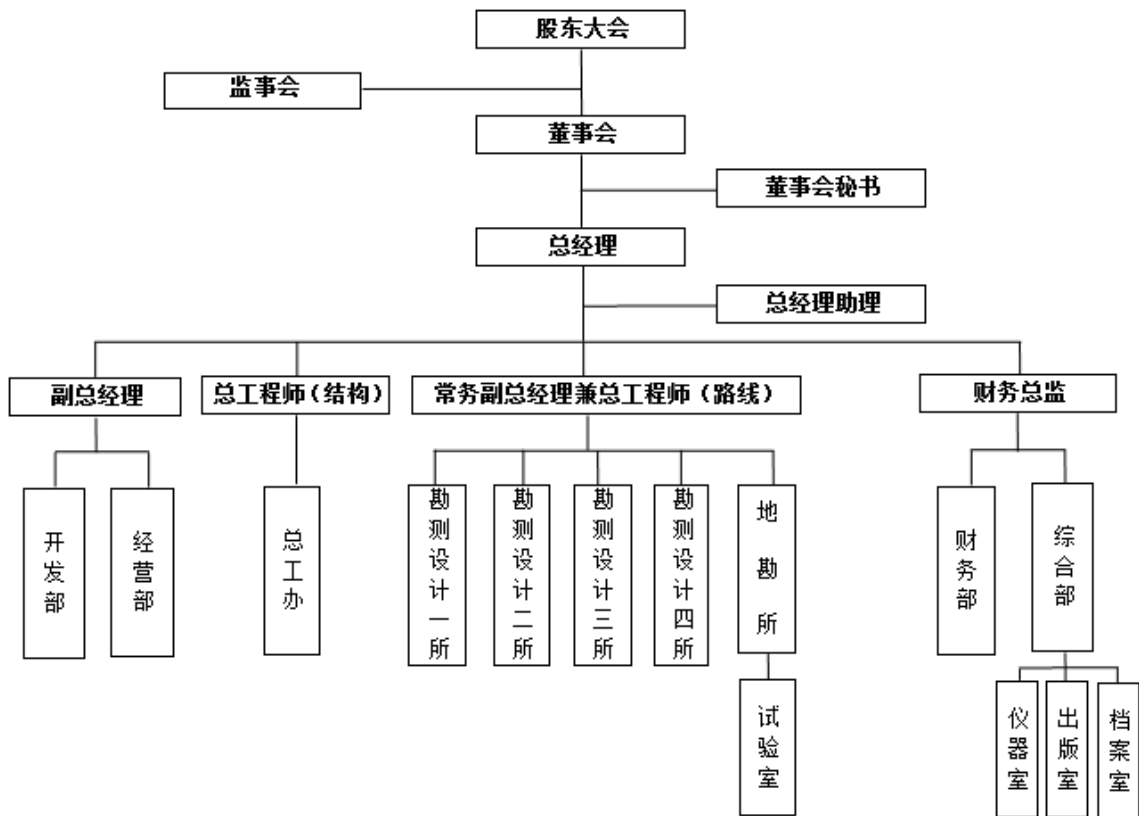 股东大会
监事会
董事会
董事会秘书
总经理
总经理助理
副总经理
总工程师（结构）
常务副总经理兼总工程师（路线）
财务总监
开发部
经营部
总工办
勘测设计一所
勘测设计二所
勘测设计三所
勘测设计四所
地勘所
财务部
综合部
试验室
仪器室
出版室
档案室